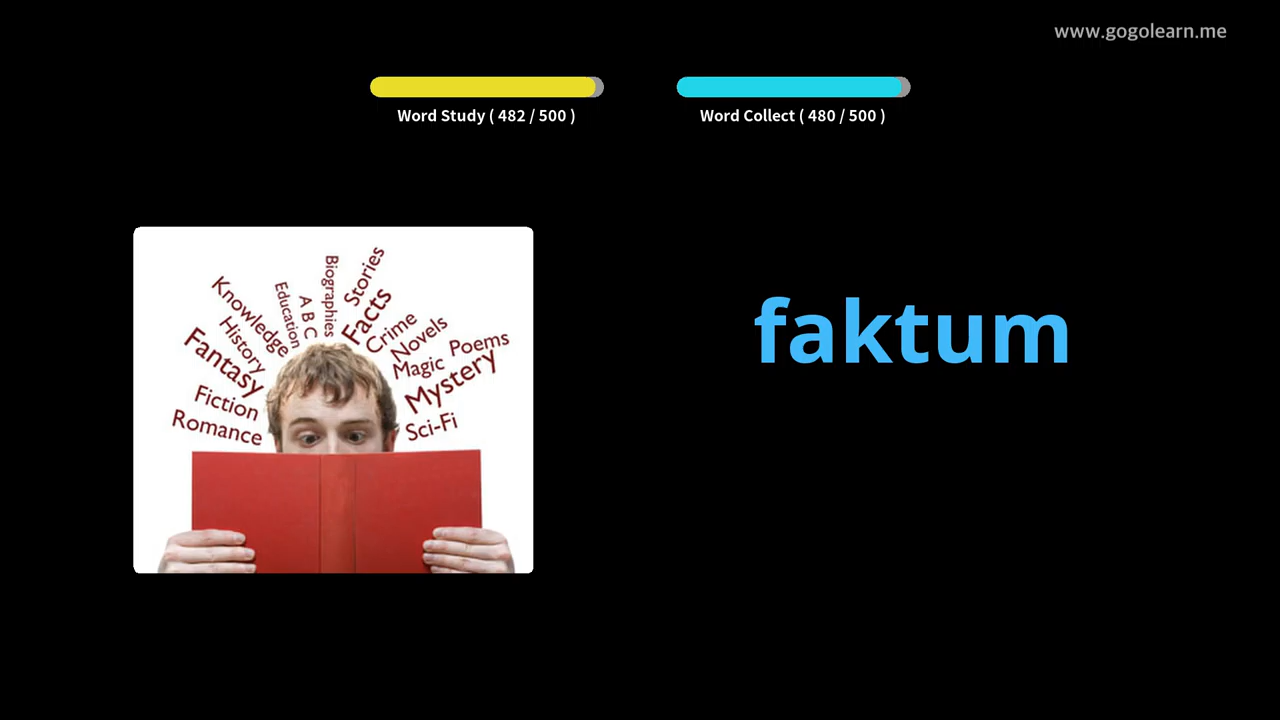 www.gogolearn.me
Word Study ( 482 / 500 )
Word Collect ( 480 / 500 )
faktum
Biographies
Stories
Education
A B C
Facts
Knowledge
Crime
History
Novels
Poems
Fantasy
Magic
Mystery
Fiction
Romance
Sci-Fi